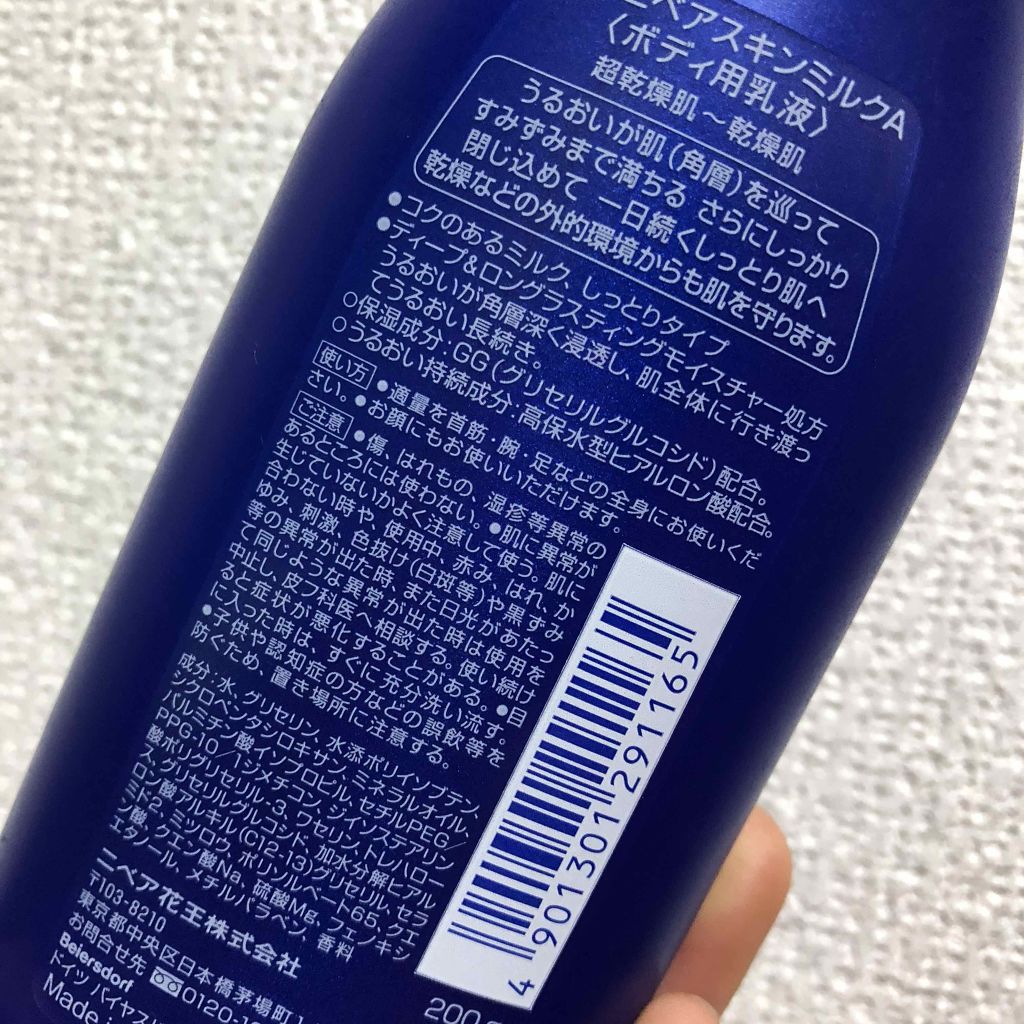 ニベアスキンミルクA
〈ボディ用乳液〉
超乾燥肌～乾燥肌
うるおいが肌(角層)を巡って
すみずみまで満ちる さらにしっかり
閉じ込めて 一日続くしっとり肌へ
乾燥などの外的環境からも肌を守ります。
●コクのあるミルク、しっとりタイプ
●ディープ&ロングラスティングモイスチャー処方
うるおいが角層深く浸透し、肌全体に行き渡っ
てうるおい長続き。
○保湿成分:GG(グリセリルグルコシド)配合。
○うるおい持続成分:高保水型ヒアルロン酸配合。
使い方 ●適量を首筋・腕・足などの全身にお使いくだ
さい。●お顔にもお使いいただけます
ご注意 ●傷、はれもの、湿疹等異常の
あるところには使わない。●肌に異常が
生じていないかよく注意して使う。肌に
合わない時や、使用中、赤み、はれ、か
ゆみ、刺激、色抜け(白斑等)や黒ずみ
等の異常が出た時、また日光があたっ
て同じような異常が出た時は使用を
中止し、皮フ科医へ相談する。使い続け
ると症状が悪化することがある。●目
に入った時は、すぐに充分洗い流す。
●子供や認知症の方などの誤飲等を
防ぐため、置き場所に注意する。
成分:水、グリセリン、水添ポリイソブテン、
シクロペンタシロキサン、ミネラルオイル、
パルミチン酸イソプロピル、セチルPEG/
PPG-10/1ジメチコン、ジイソステアリン
酸ポリグリセリル-3、ワセリン、トレハロー
ス、グリセリルグルコシド、加水分解ヒアル
ロン酸アルキル(C12-13)グリセリル、セラ
ミド2、ミツロウ、ポリソルベート65、クエ
ン酸、クエン酸Na、硫酸Mg、フェノキシ
エタノール、メチルパラベン、香料
ニベア花王株式会社
〒103-8210
東京都中央区日本橋茅場町1
お問合せ先 0120-1
Beiersdorf
ドイツ バイヤス
Made
200
4 901301 291165